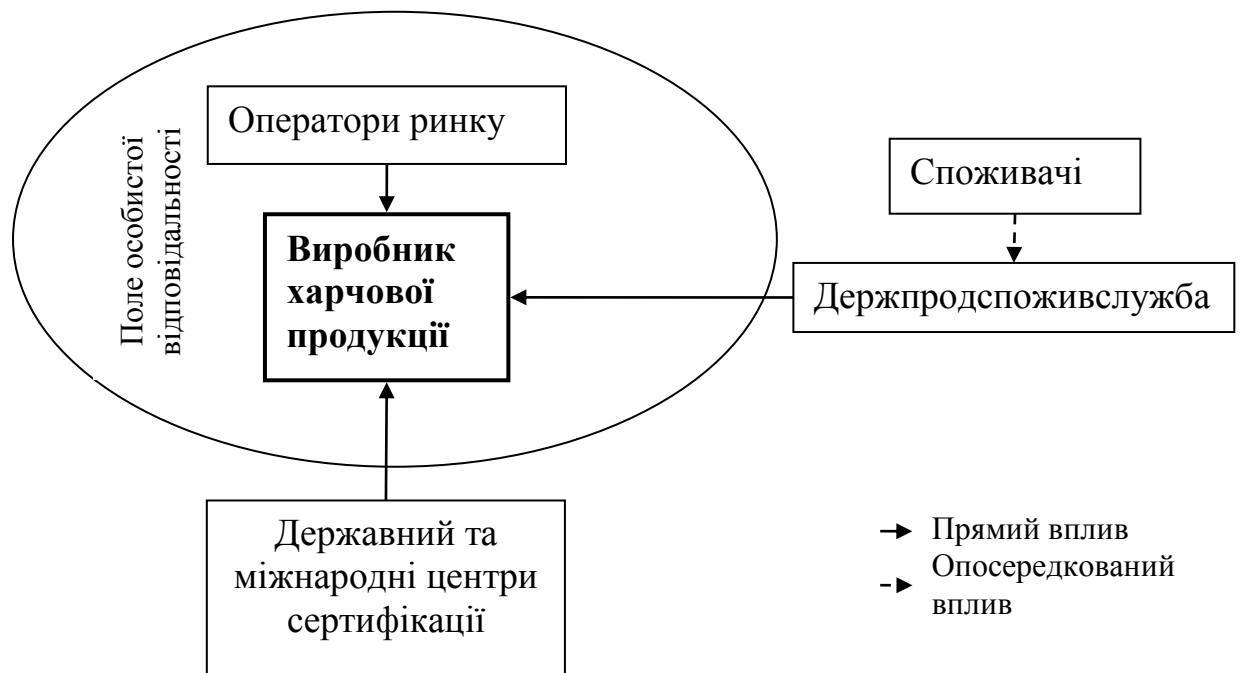 Оператори ринку
Поле особистої
відповідальності
Виробник
харчової
продукції
Споживачі
Держпродспоживслужба
Державний та
міжнародні центри
сертифікації
Прямий вплив
Опосередкований
вплив